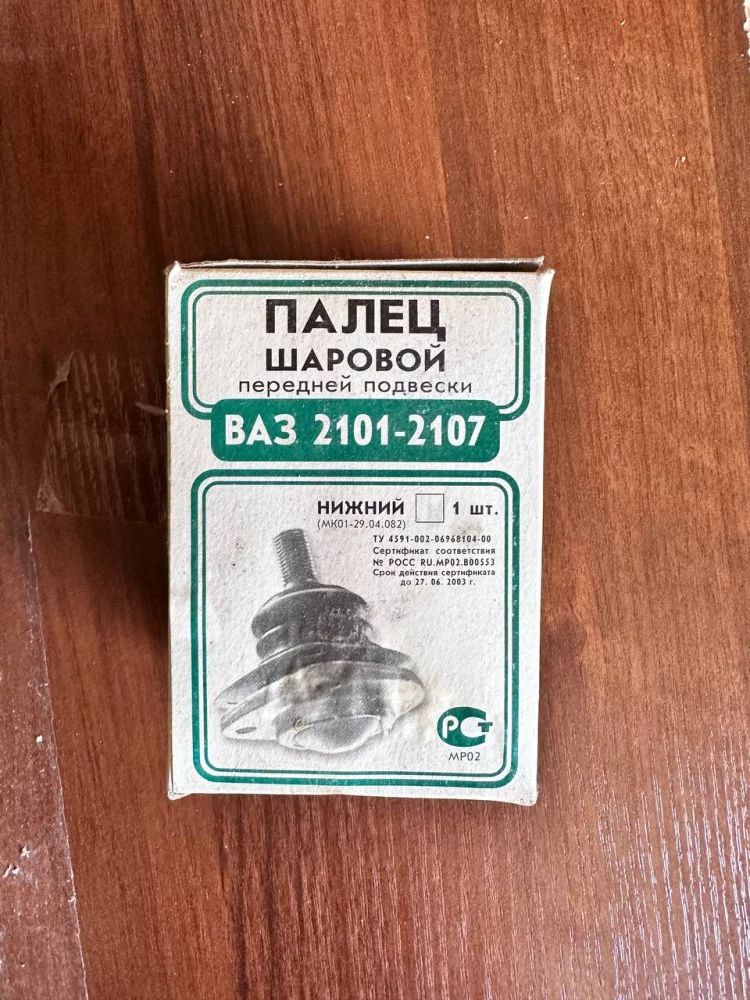 ПАЛЕЦ
ШАРОВОЙ
передней подвески
ВАЗ 2101-2107
НИЖНИЙ 1 шт.
(МК01-29.04.082)
ТУ 4591-002-06968104-00
Сертификат соответствия
№ РОСС RU.МР02.В00553
Срок действия сертификата
до 27. 06. 2003 г.
РСТ
МР02